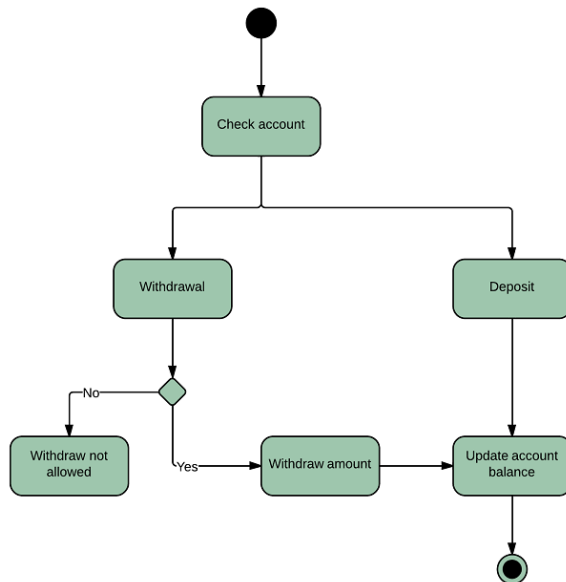 Check account
Withdrawal
Deposit
No
Withdraw not
allowed
Yes
Withdraw amount
Update account
balance